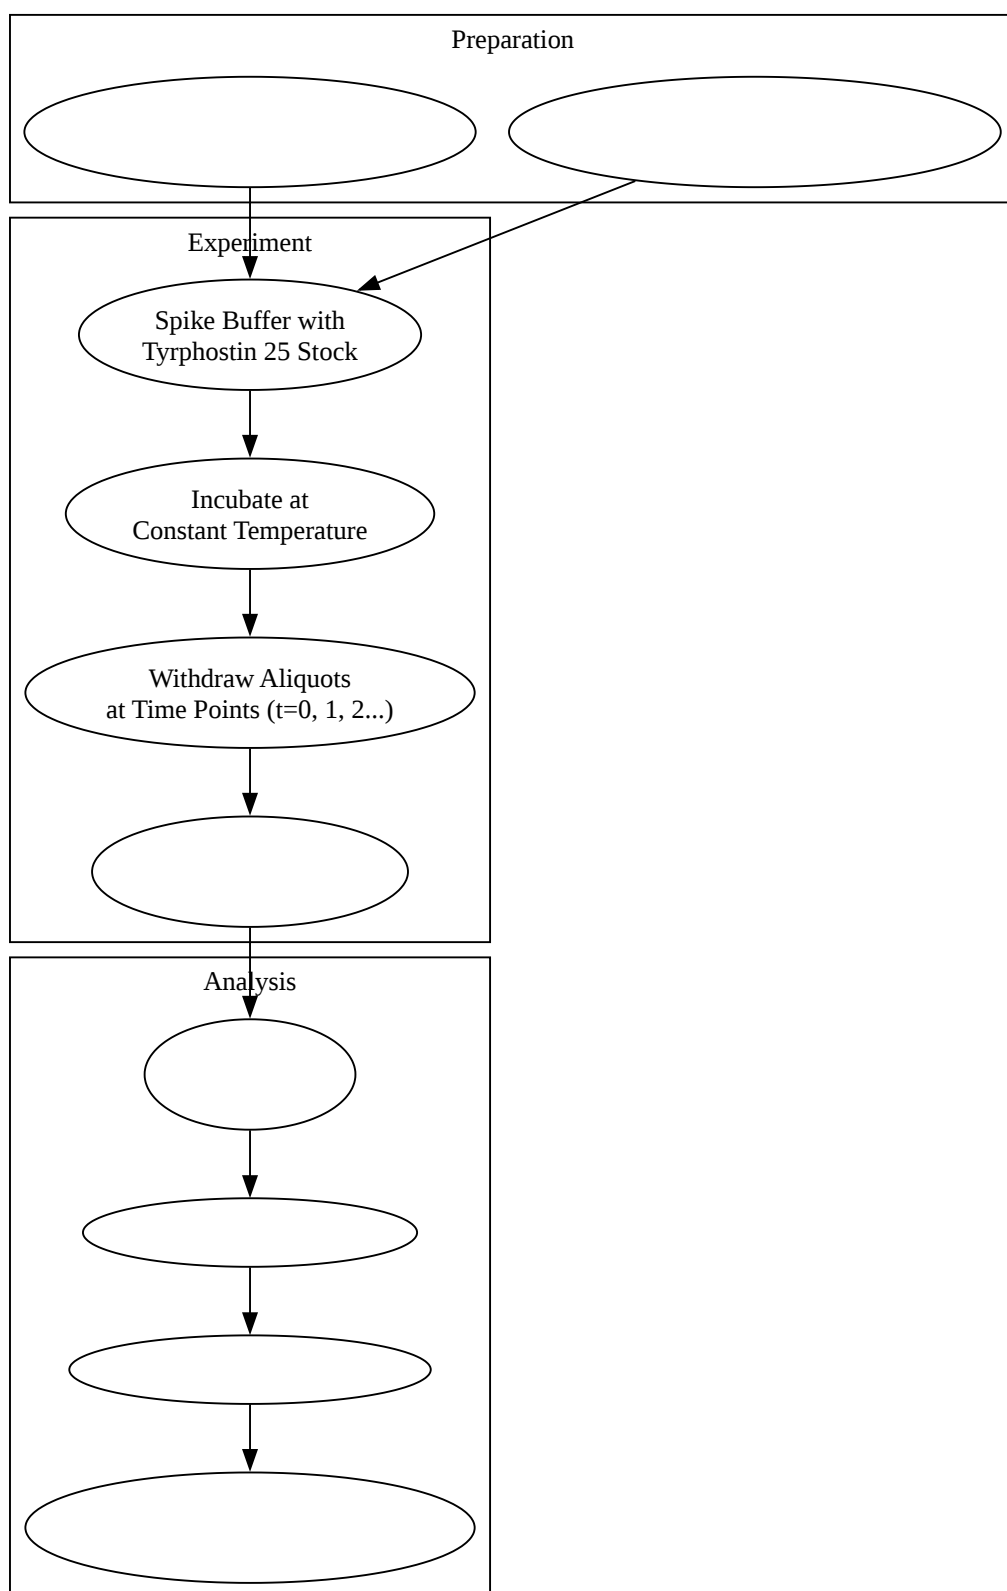 Preparation
Experiment
Spike Buffer with
Tyrphostin 25 Stock
Incubate at
Constant Temperature
Withdraw Aliquots
at Time Points (t=0, 1, 2...)
Analysis